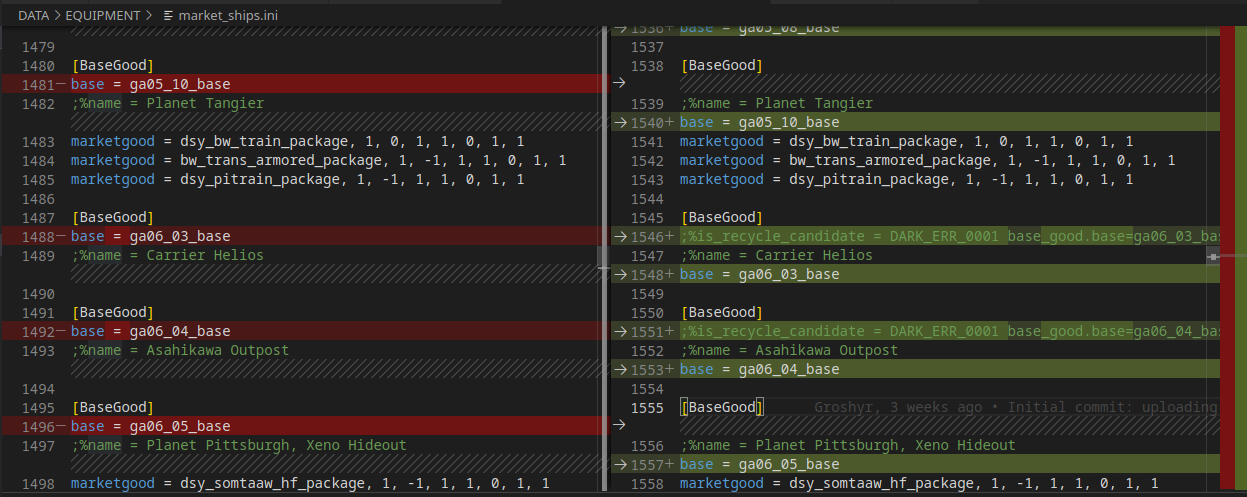 DATA > EQUIPMENT > market_ships.ini
1479
1480 [BaseGood]
1481− base = ga05_10_base
1482 ;%name = Planet Tangier
1483 marketgood = dsy_bw_train_package, 1, 0, 1, 1, 0, 1, 1
1484 marketgood = bw_trans_armored_package, 1, -1, 1, 1, 0, 1, 1
1485 marketgood = dsy_pitrain_package, 1, -1, 1, 1, 0, 1, 1
1486
1487 [BaseGood]
1488− base = ga06_03_base
1489 ;%name = Carrier Helios
1490
1491 [BaseGood]
1492− base = ga06_04_base
1493 ;%name = Asahikawa Outpost
1494
1495 [BaseGood]
1496− base = ga06_05_base
1497 ;%name = Planet Pittsburgh, Xeno Hideout
1498 marketgood = dsy_somtaaw_hf_package, 1, -1, 1, 1, 0, 1, 1
→ 1536+ base = ga05_08_base
1537
1538 [BaseGood]
→
1539 ;%name = Planet Tangier
→ 1540+ base = ga05_10_base
1541 marketgood = dsy_bw_train_package, 1, 0, 1, 1, 0, 1, 1
1542 marketgood = bw_trans_armored_package, 1, -1, 1, 1, 0, 1, 1
1543 marketgood = dsy_pitrain_package, 1, -1, 1, 1, 0, 1, 1
1544
1545 [BaseGood]
→ 1546+ ;%is_recycle_candidate = DARK_ERR_0001 base_good.base=ga06_03_ba
1547 ;%name = Carrier Helios
→ 1548+ base = ga06_03_base
1549
1550 [BaseGood]
→ 1551+ ;%is_recycle_candidate = DARK_ERR_0001 base_good.base=ga06_04_ba
1552 ;%name = Asahikawa Outpost
→ 1553+ base = ga06_04_base
1554
1555 [BaseGood] Groshyr, 3 weeks ago • Initial commit: uploading
→
1556 ;%name = Planet Pittsburgh, Xeno Hideout
→ 1557+ base = ga06_05_base
1558 marketgood = dsy_somtaaw_hf_package, 1, -1, 1, 1, 0, 1, 1